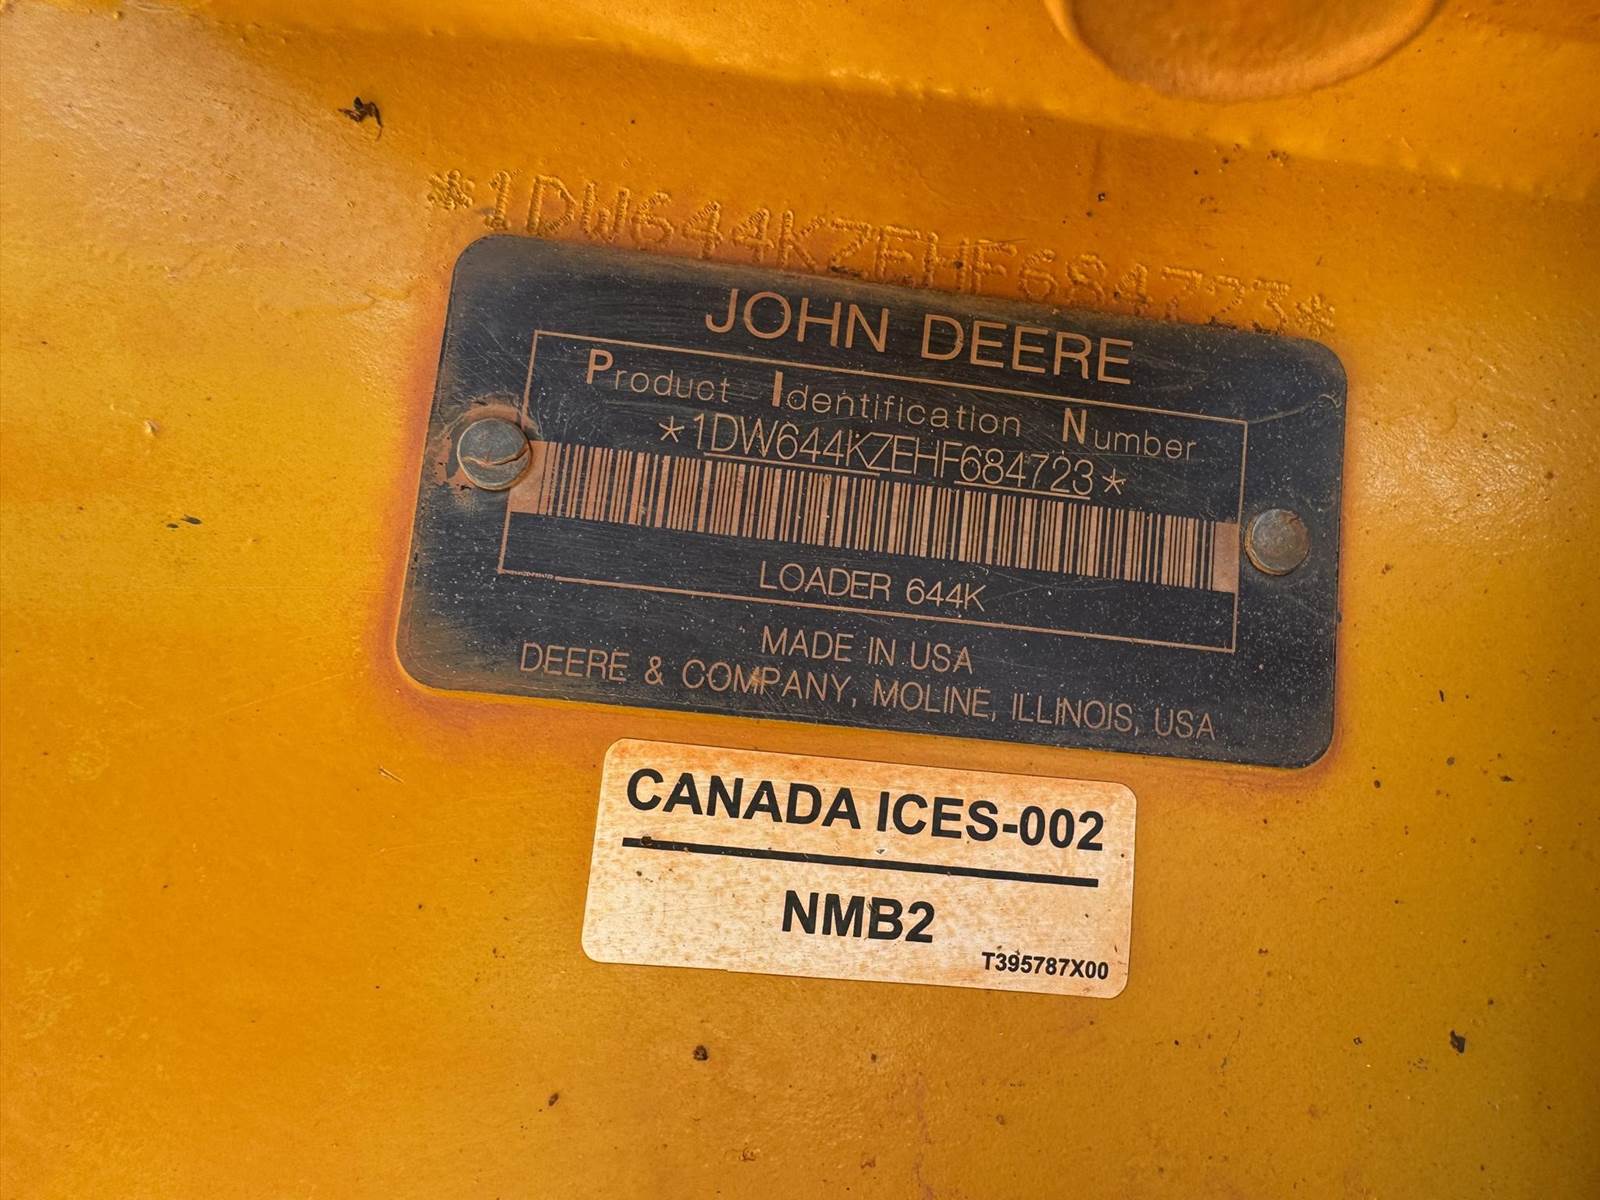 *1DW644KZEHF684723*
JOHN DEERE
Product Identification Number
*1DW644KZEHF684723*
LOADER 644K
MADE IN USA
DEERE & COMPANY, MOLINE, ILLINOIS, USA
CANADA ICES-002
NMB2
T395787X00